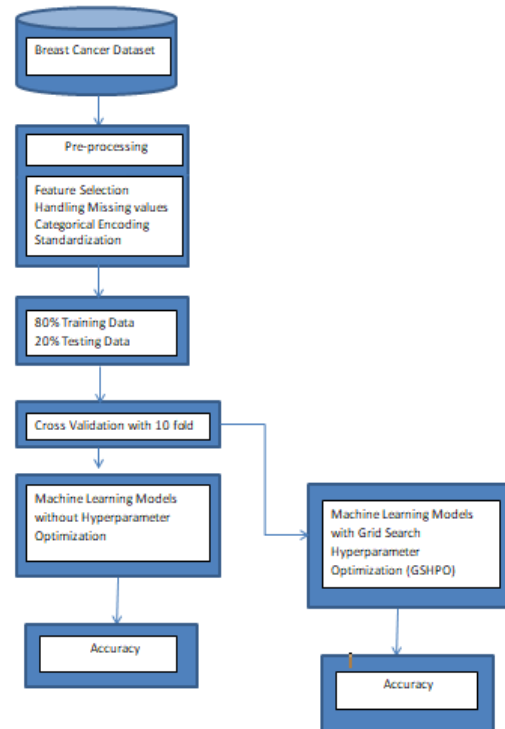 Breast Cancer Dataset
Pre-processing
Feature Selection
Handling Missing values
Categorical Encoding
Standardization
80% Training Data
20% Testing Data
Cross Validation with 10 fold
Machine Learning Models
without Hyperparameter
Optimization
Accuracy
Machine Learning Models
with Grid Search
Hyperparameter
Optimization (GSHPO)
Accuracy